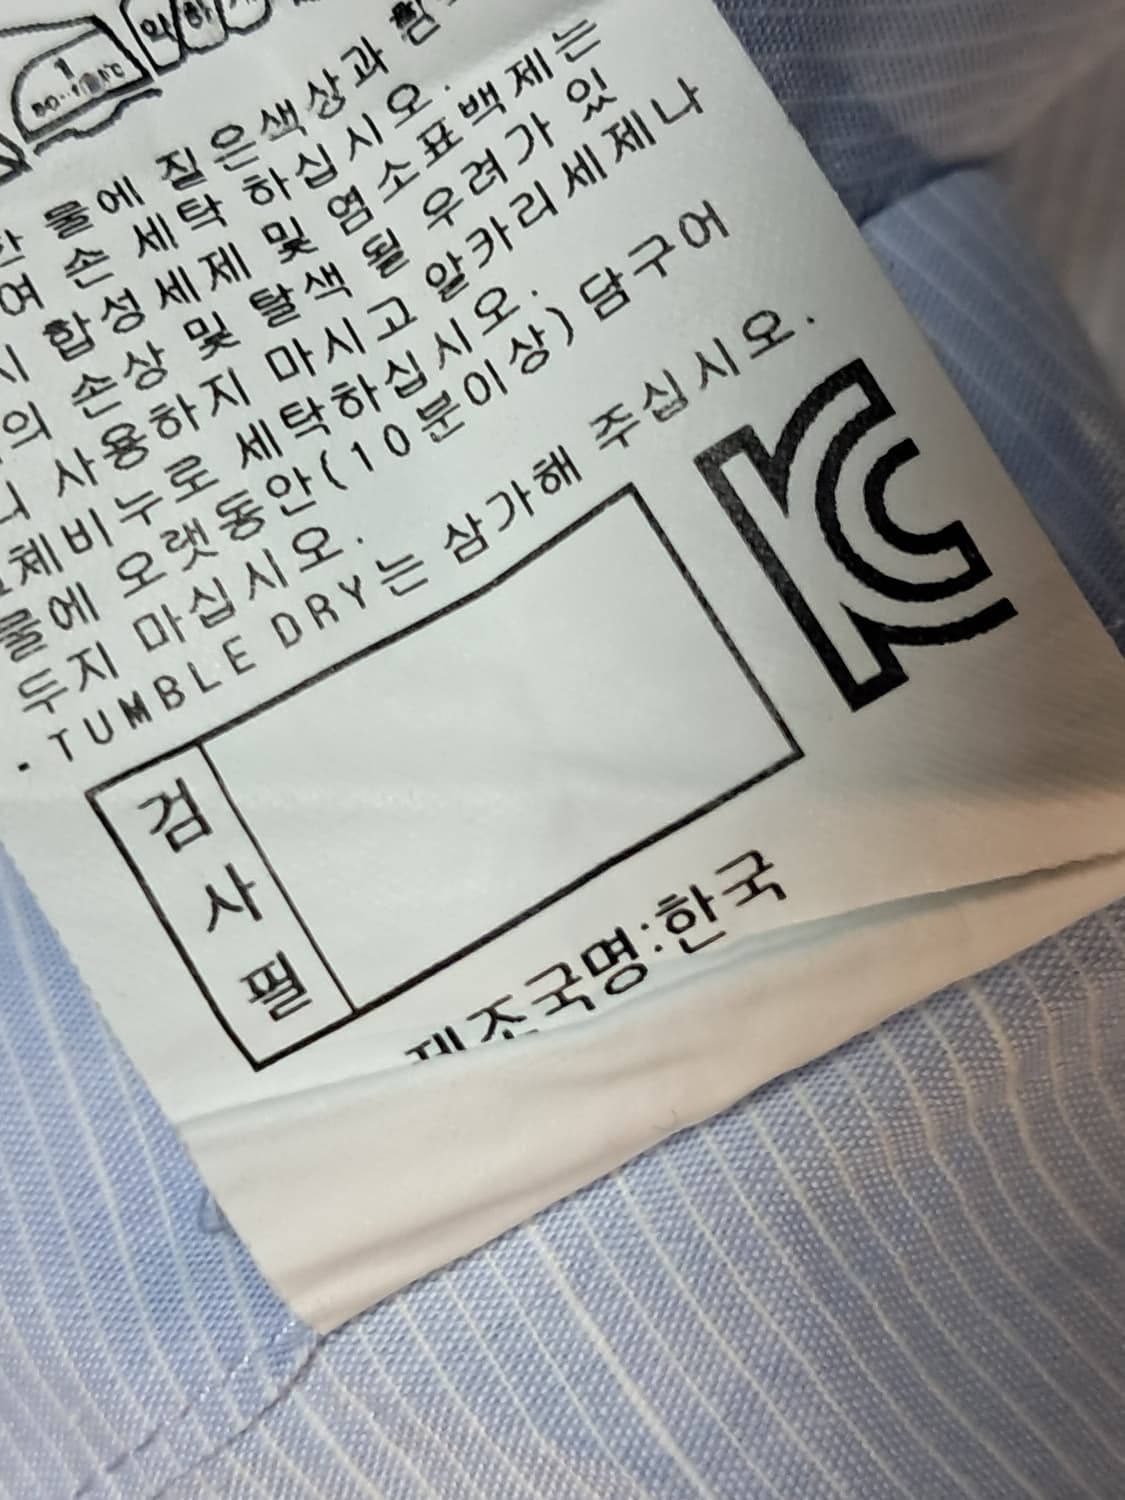 약하게
물에 짙은색상과
여 손 세탁 하십시오.
합성세제 및 염소표백제는
의 손상 및 탈색 될 우려가 있
사용하지 마시고 알카리세제나
체비누로 세탁하십시오.
물에 오랫동안(10분이상) 담구어
두지 마십시오.
.TUMBLE DRY는 삼가해 주십시오.
KC
검사필
제조국명:한국